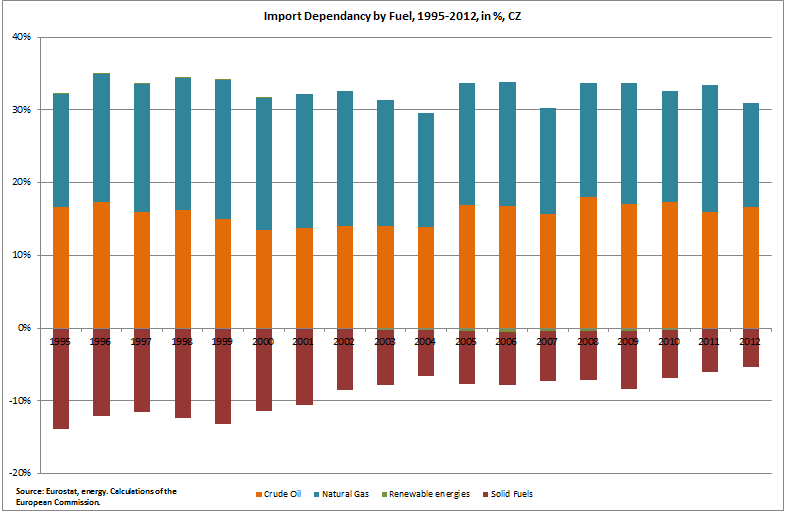 Import Dependancy by Fuel, 1995-2012, in %, CZ
40%
30%
20%
10%
0%
1995 1996 1997 1998 1999 2000 2001 2002 2003 2004 2005 2006 2007 2008 2009 2010 2011 2012
-10%
-20%
Source: Eurostat, energy. Calculations of the
European Commission.
Crude Oil Natural Gas Renewable energies Solid Fuels